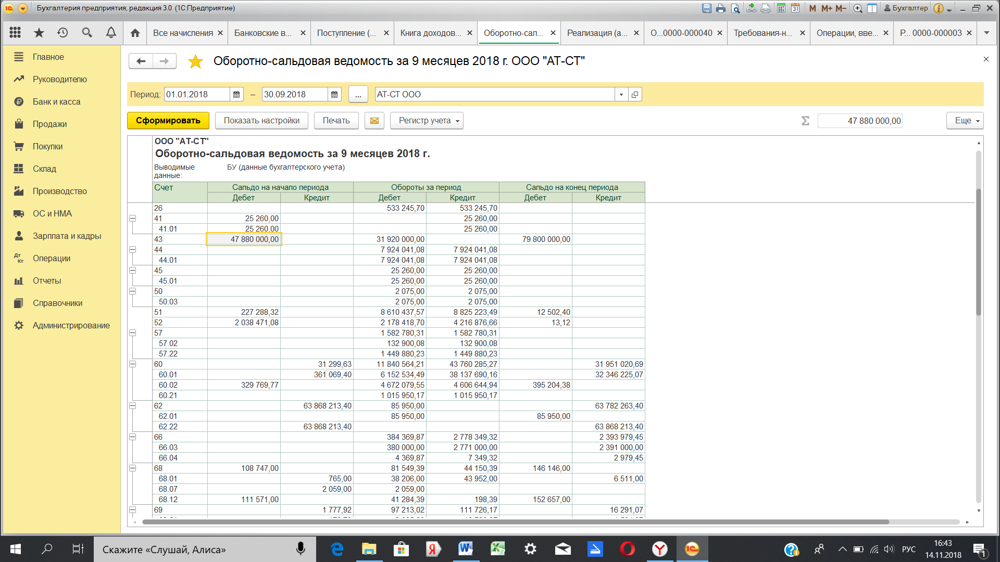 Бухгалтерия предприятия, редакция 3.0 (1С:Предприятие)
M M+ M- Бухгалтер
Все начисления Банковские в... Поступление (... Книга доходов... Оборотно-сал... Реализация (а... О...0000-000040 Требования-н... Операции, вве... Р... 0000-000003
Главное
Руководителю
Банк и касса
Продажи
Покупки
Склад
Производство
ОС и НМА
Зарплата и кадры
Операции
Отчеты
Справочники
Администрирование
Оборотно-сальдовая ведомость за 9 месяцев 2018 г. ООО "АТ-СТ"
Период: 01.01.2018 – 30.09.2018 ... АТ-СТ ООО
Сформировать Показать настройки Печать Регистр учета Σ 47 880 000,00 Еще
ООО "АТ-СТ"
Оборотно-сальдовая ведомость за 9 месяцев 2018 г.
Выводимые данные: БУ (данные бухгалтерского учета)
Счет Сальдо на начало периода Обороты за период Сальдо на конец периода
Дебет Кредит Дебет Кредит Дебет Кредит
26 533 245,70 533 245,70
41 25 260,00 25 260,00
41.01 25 260,00 25 260,00
43 47 880 000,00 31 920 000,00 79 800 000,00
44 7 924 041,08 7 924 041,08
44.01 7 924 041,08 7 924 041,08
45 25 260,00 25 260,00
45.01 25 260,00 25 260,00
50 2 075,00 2 075,00
50.03 2 075,00 2 075,00
51 227 288,32 8 610 437,57 8 825 223,49 12 502,40
52 2 038 471,08 2 178 418,70 4 216 876,66 13,12
57 1 582 780,31 1 582 780,31
57.02 132 900,08 132 900,08
57.22 1 449 880,23 1 449 880,23
60 31 299,63 11 840 564,21 43 760 285,27 31 951 020,69
60.01 361 069,40 6 152 534,49 38 137 690,16 32 346 225,07
60.02 329 769,77 4 672 079,55 4 606 644,94 395 204,38
60.21 1 015 950,17 1 015 950,17
62 63 868 213,40 85 950,00 63 782 263,40
62.01 85 950,00 85 950,00
62.22 63 868 213,40 63 868 213,40
66 384 369,87 2 778 349,32 2 393 979,45
66.03 380 000,00 2 771 000,00 2 391 000,00
66.04 4 369,87 7 349,32 2 979,45
68 108 747,00 81 549,39 44 150,39 146 146,00
68.01 765,00 38 206,00 43 952,00 6 511,00
68.07 2 059,00 2 059,00
68.12 111 571,00 41 284,39 198,39 152 657,00
69 1 777,92 97 213,02 111 726,17 16 291,07
Скажите «Слушай, Алиса»
РУС 16:43
14.11.2018
1